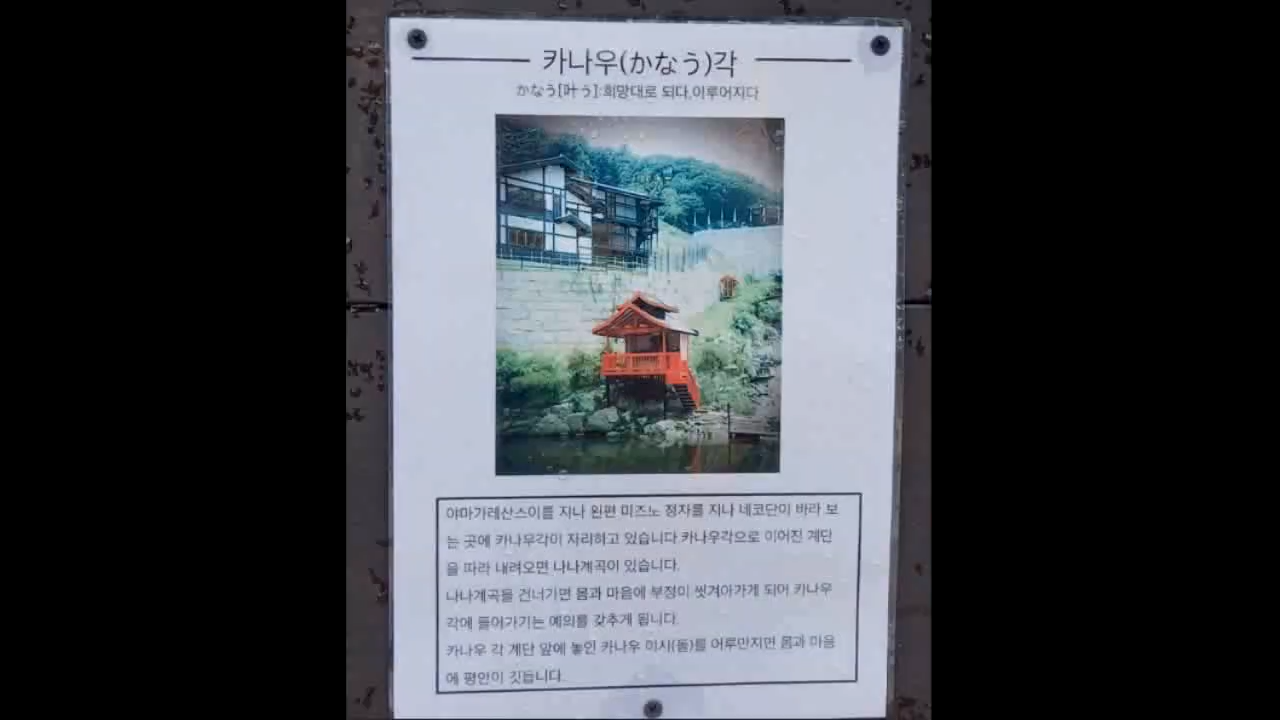 카나우(かなう)각
かなう[叶う]:희망대로 되다,이루어지다
야마가레산스이를 지나 왼편 미즈노 정자를 지나 네코단이 바라 보
는 곳에 카나우각이 자리하고 있습니다 카나우각으로 이어진 계단
을 따라 내려오면 나나계곡이 있습니다.
나나계곡을 건너기면 몸과 마음에 부정이 씻겨아가게 되어 카나우
각에 들어가기는 예의를 갖추게 됩니다.
카나우 각 계단 앞에 놓인 카나우 이시(돌)를 어루만지면 몸과 마음
에 평안이 깃듭니다.